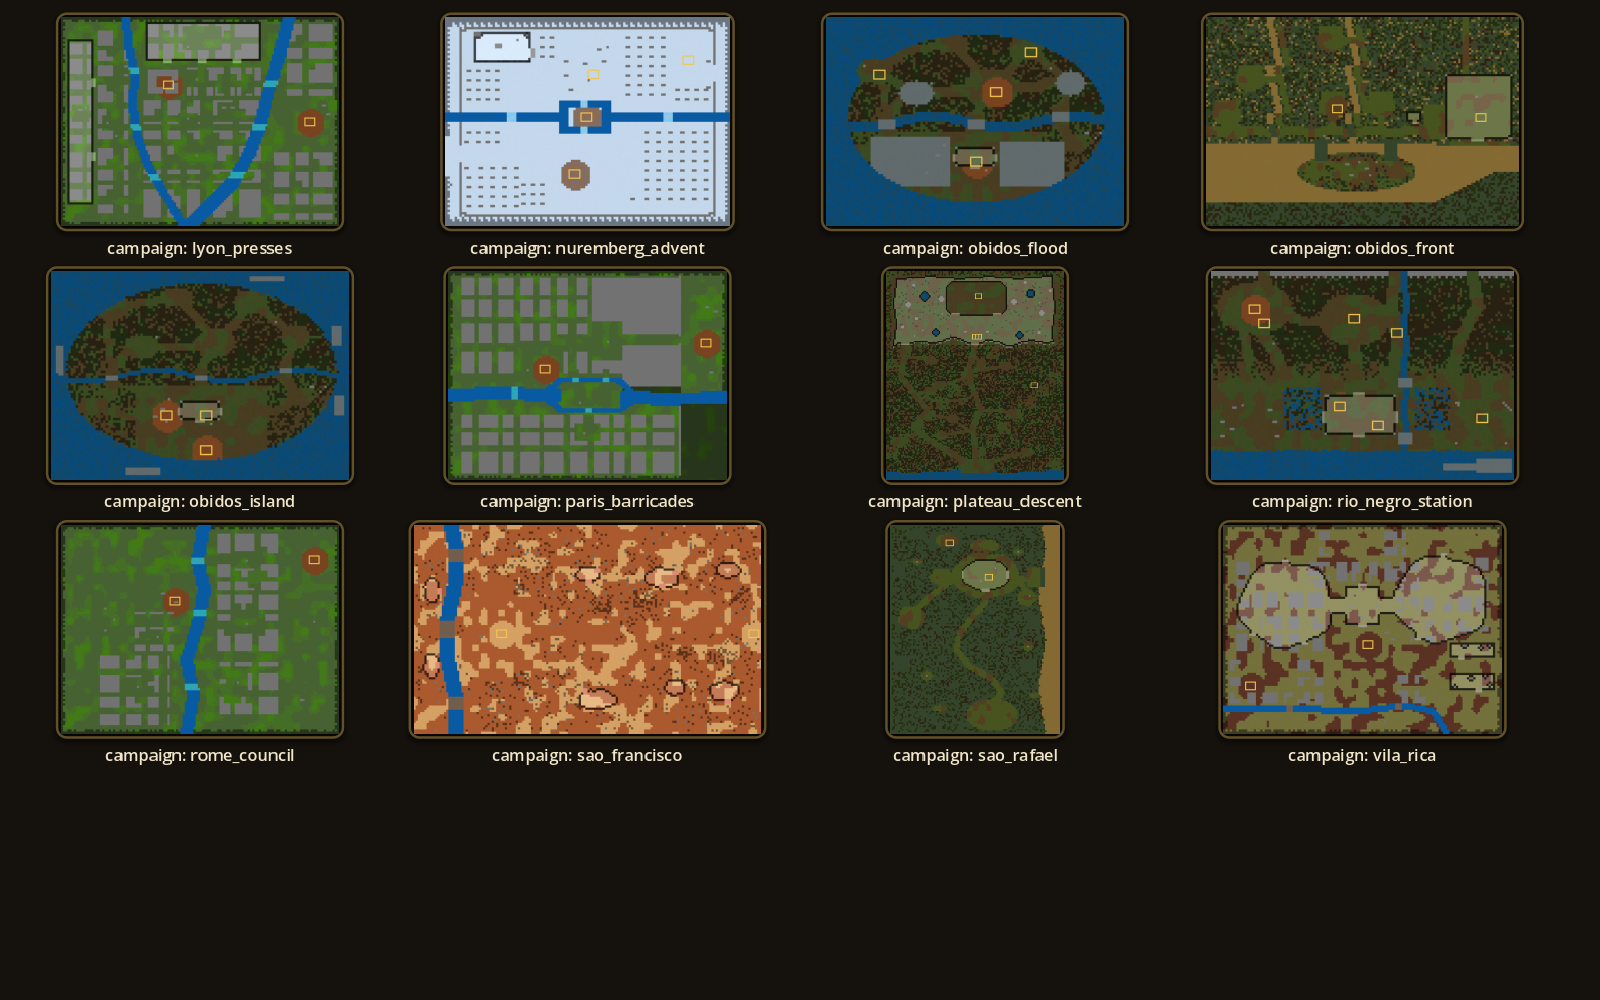 campaign: lyon_presses
campaign: nuremberg_advent
campaign: obidos_flood
campaign: obidos_front
campaign: obidos_island
campaign: paris_barricades
campaign: plateau_descent
campaign: rio_negro_station
campaign: rome_council
campaign: sao_francisco
campaign: sao_rafael
campaign: vila_rica